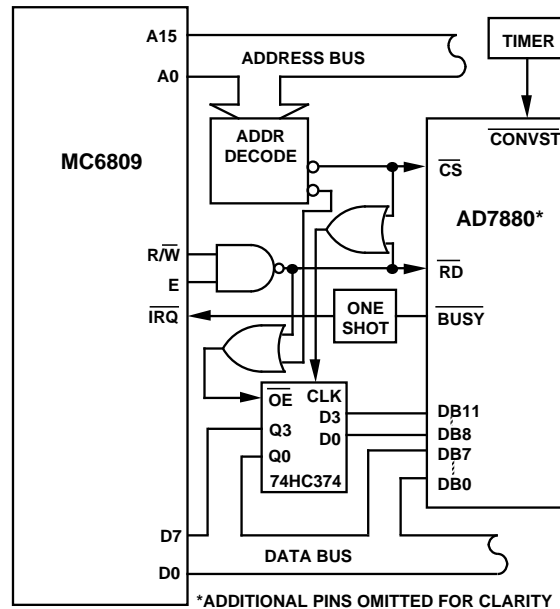 A15
ADDRESS BUS
TIMER
A0
ADDR
DECODE
CONVST
MC6809
CS
AD7880*
R/W
RD
E
IRQ
ONE
SHOT
BUSY
OE
CLK
D3
DB11
Q3
D0
DB8
Q0
DB7
74HC374
DB0
D7
DATA BUS
D0
*ADDITIONAL PINS OMITTED FOR CLARITY